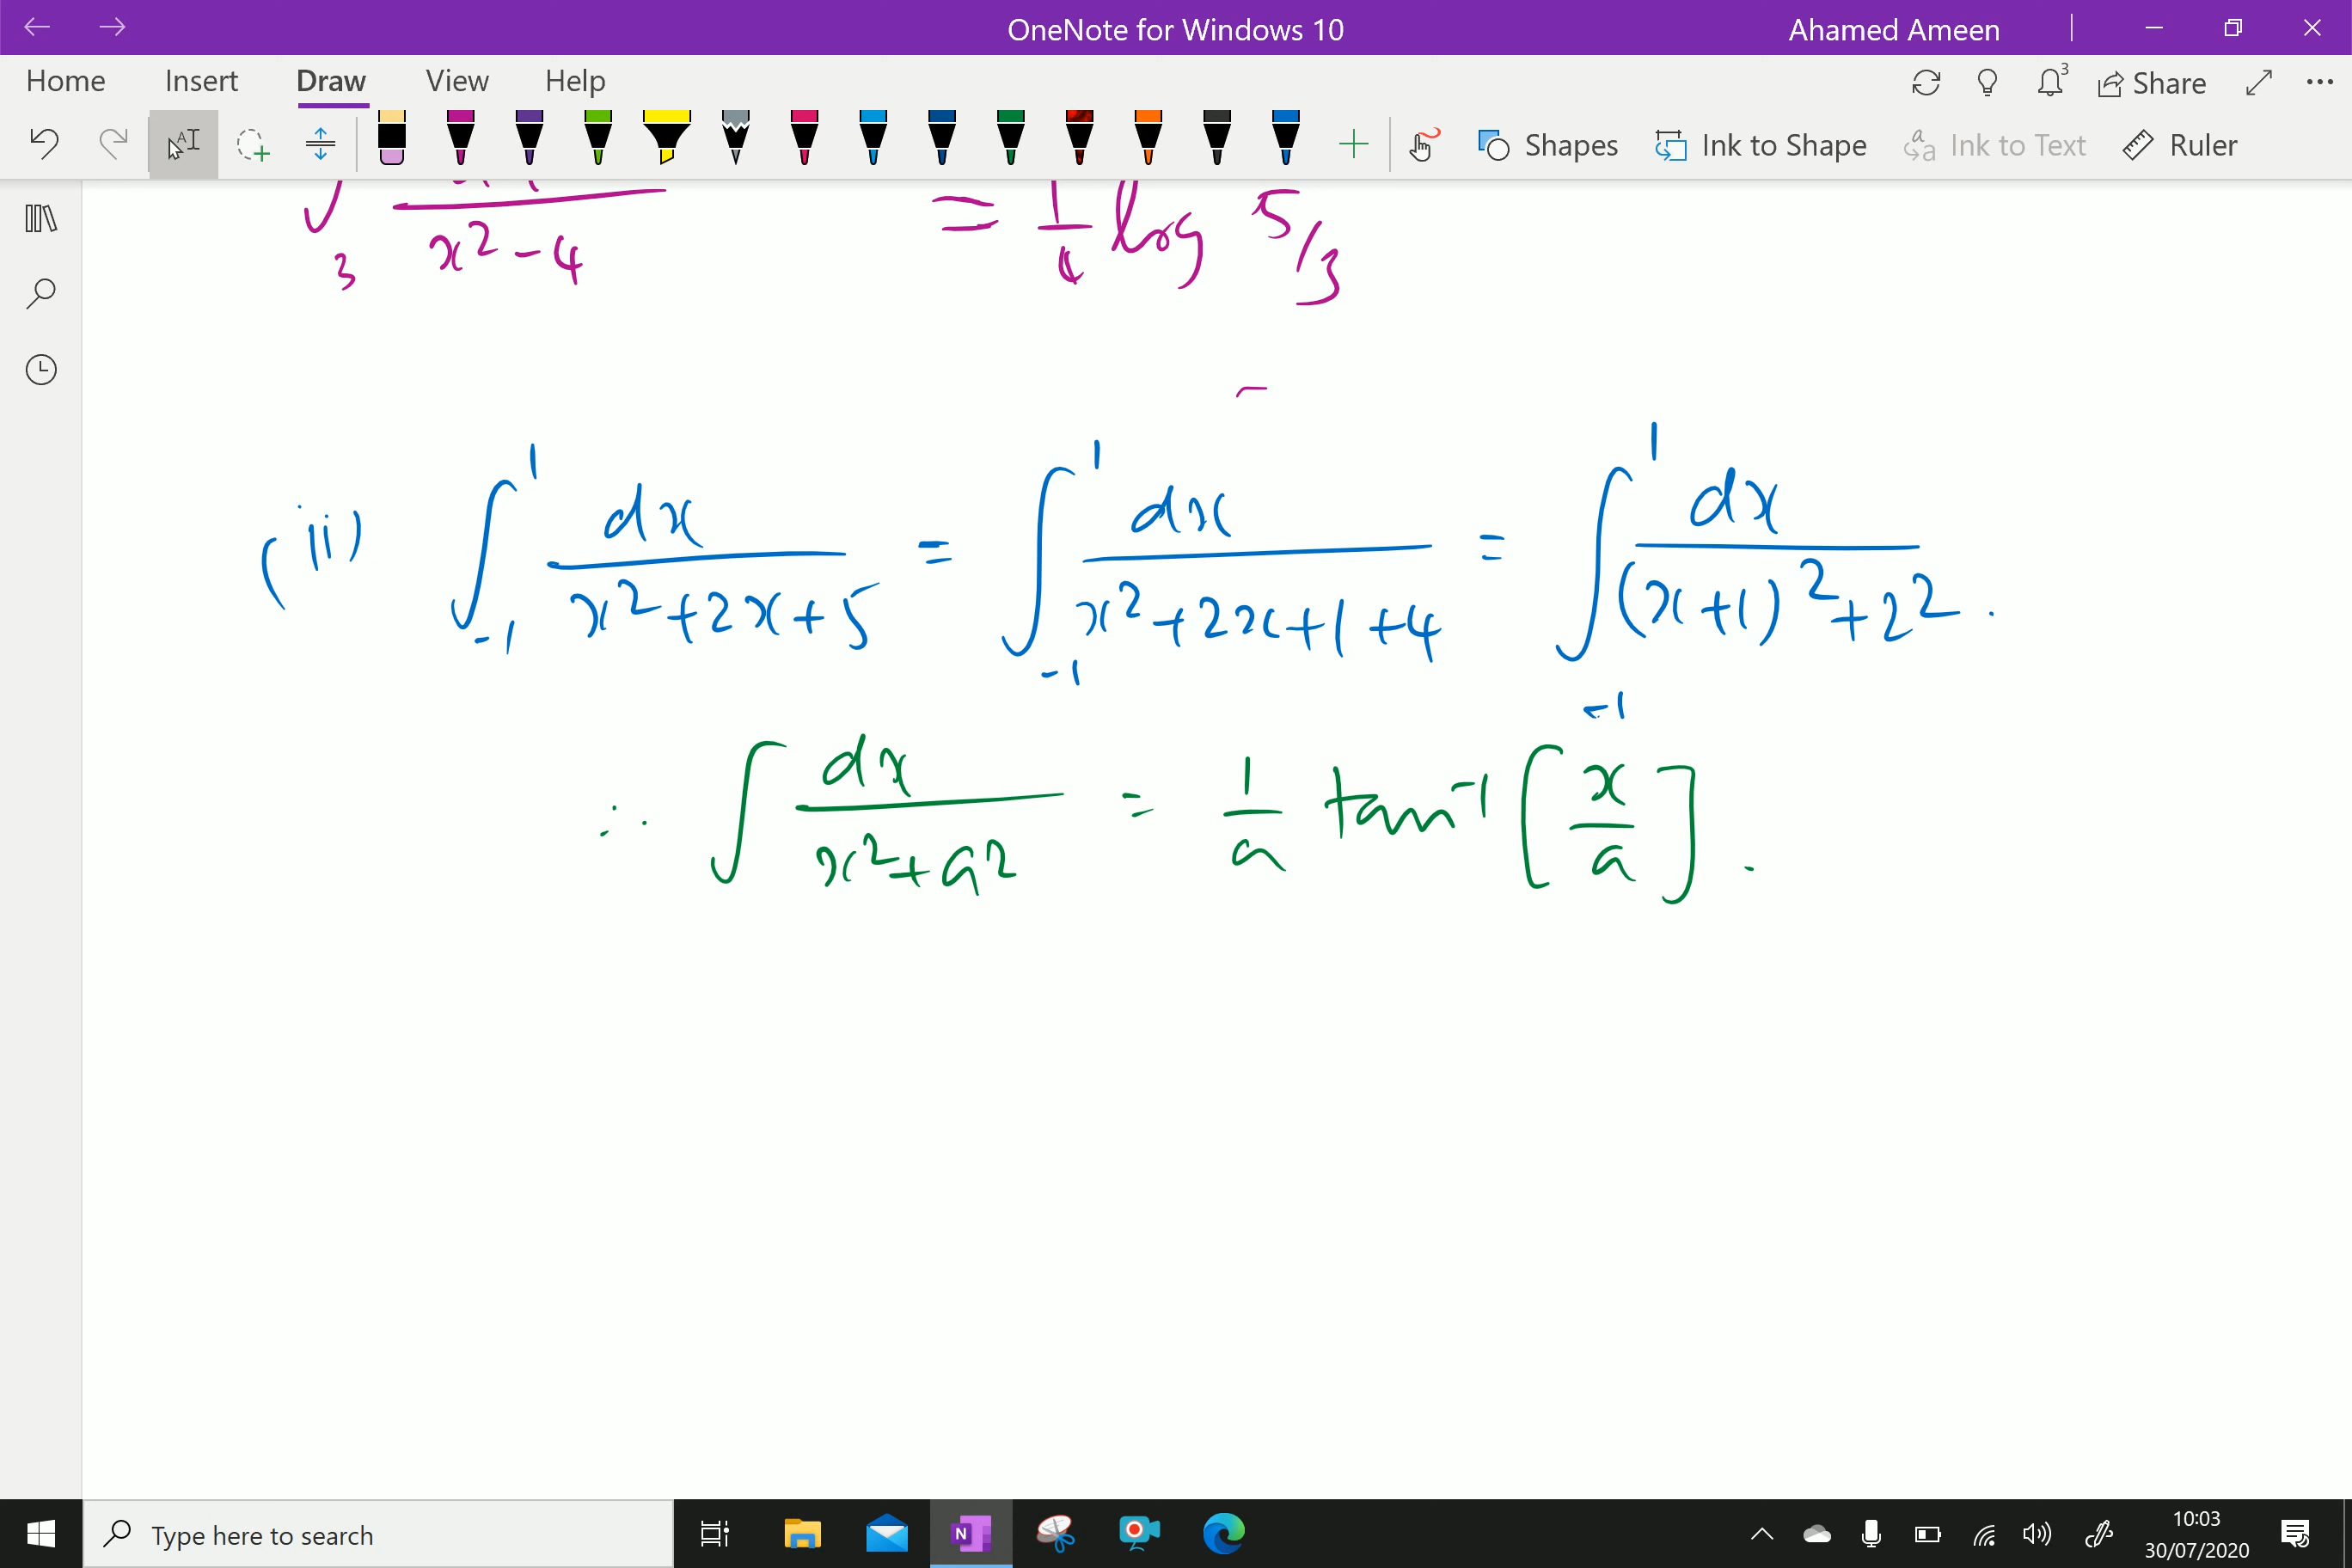 OneNote for Windows 10
Ahamed Ameen
Home Insert Draw View Help
3 Share
Shapes Ink to Shape Ink to Text Ruler
∫₃ x²-4 = 1/4 log 5/3
(ii) ∫₋₁¹ dx/(x²+2x+5) = ∫₋₁¹ dx/(x²+2x+1+4) = ∫₋₁¹ dx/((x+1)²+2²).
∴ ∫ dx/(x²+a²) = 1/a tan⁻¹[x/a].
Type here to search
10:03
30/07/2020